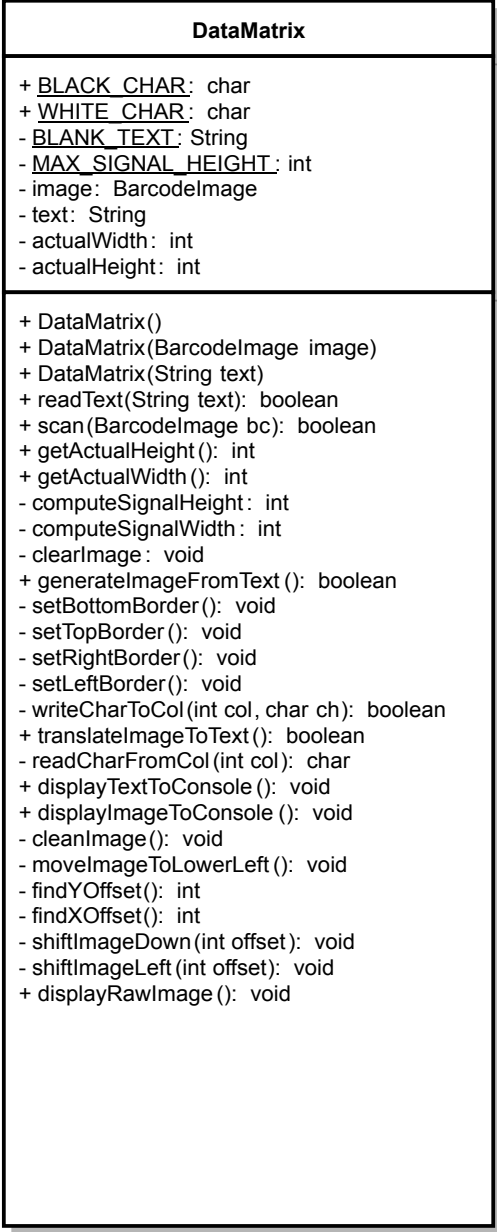 DataMatrix
+ BLACK_CHAR: char
+ WHITE_CHAR: char
- BLANK_TEXT: String
- MAX_SIGNAL_HEIGHT: int
- image: BarcodeImage
- text: String
- actualWidth: int
- actualHeight: int
+ DataMatrix()
+ DataMatrix(BarcodeImage image)
+ DataMatrix(String text)
+ readText(String text): boolean
+ scan(BarcodeImage bc): boolean
+ getActualHeight(): int
+ getActualWidth(): int
- computeSignalHeight: int
- computeSignalWidth: int
- clearImage: void
+ generateImageFromText(): boolean
- setBottomBorder(): void
- setTopBorder(): void
- setRightBorder(): void
- setLeftBorder(): void
- writeCharToCol(int col, char ch): boolean
+ translateImageToText(): boolean
- readCharFromCol(int col): char
+ displayTextToConsole(): void
+ displayImageToConsole(): void
- cleanImage(): void
- moveImageToLowerLeft(): void
- findYOffset(): int
- findXOffset(): int
- shiftImageDown(int offset): void
- shiftImageLeft(int offset): void
+ displayRawImage(): void